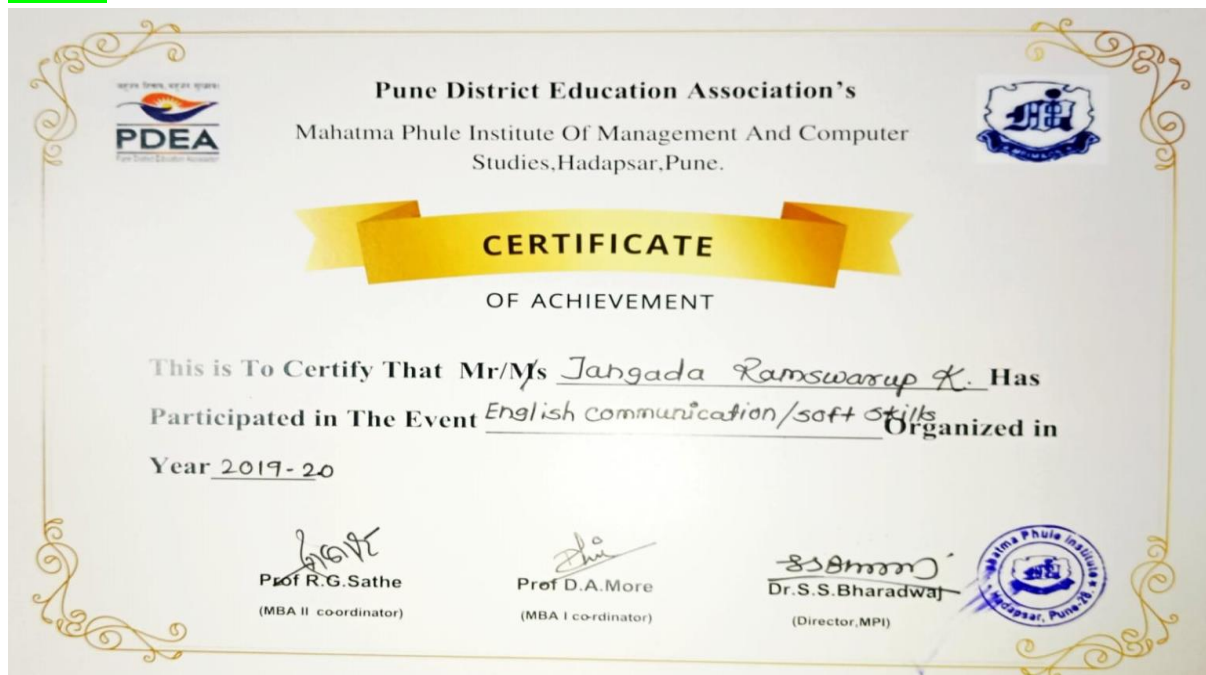 PDEA
Pune District Education Association's
Mahatma Phule Institute Of Management And Computer
Studies,Hadapsar,Pune.
CERTIFICATE
OF ACHIEVEMENT
This is To Certify That Mr/Ms Jangada Ramswarup K. Has
Participated in The Event English communication/soft skills Organized in
Year 2019-20
Prof R.G.Sathe
(MBA II coordinator)
Prof D.A.More
(MBA I co-rdinator)
Dr.S.S.Bharadwaj
(Director,MPI)
Mahatma Phule Institute
Hadapsar, Pune-28.